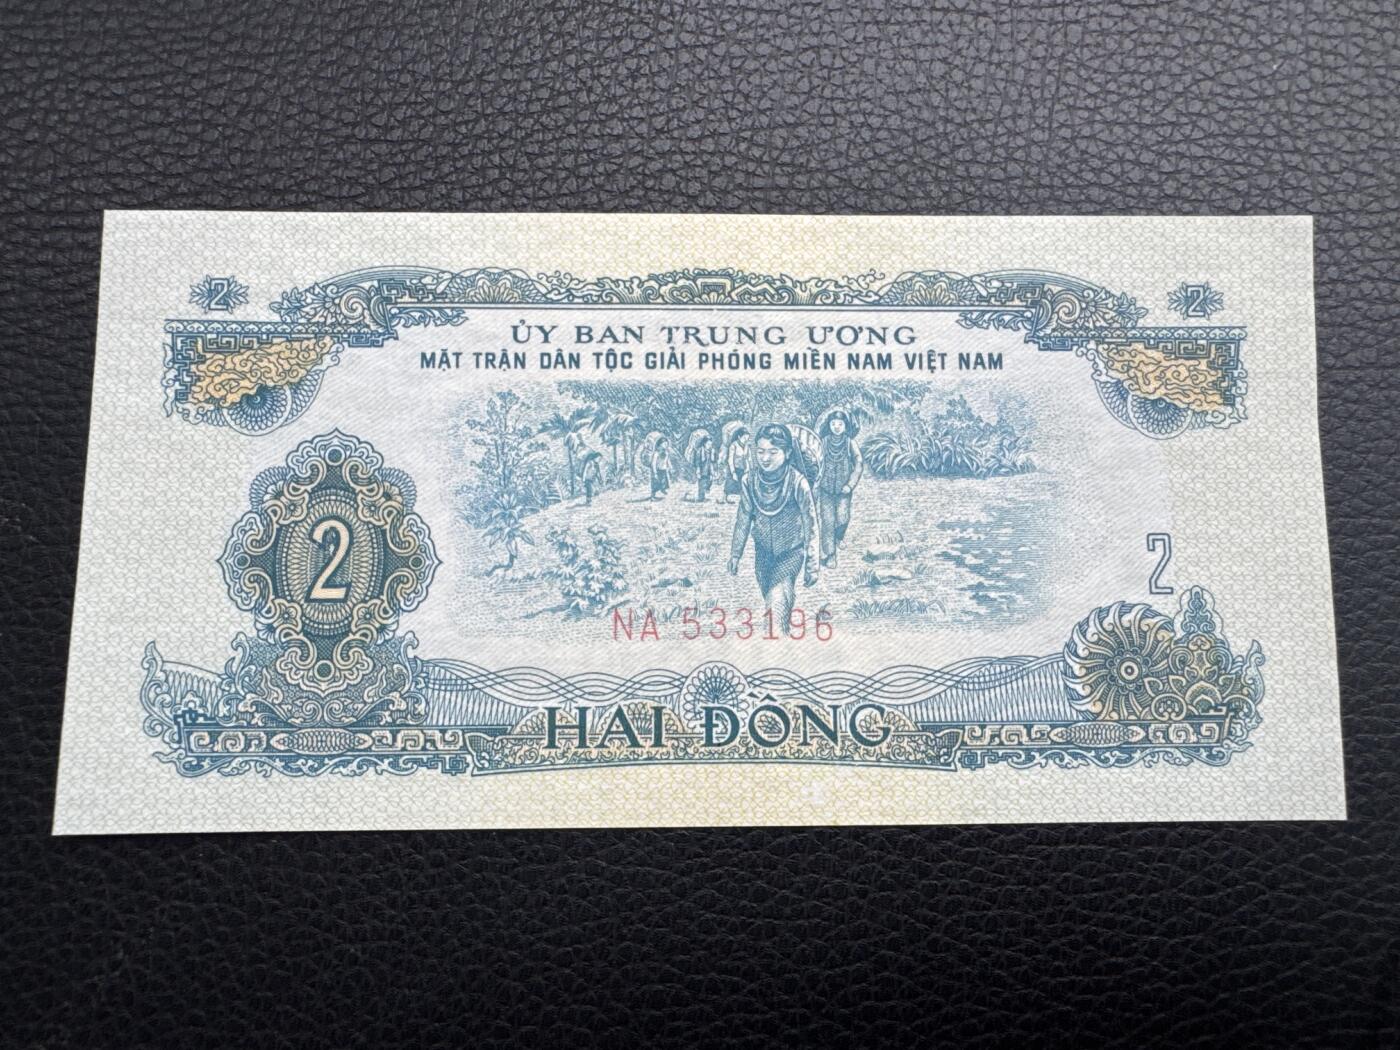 2 2
ỦY BAN TRUNG ƯƠNG
MẶT TRẬN DÂN TỘC GIẢI PHÓNG MIỀN NAM VIỆT NAM
2
2
NA 533196
HAI ĐỒNG